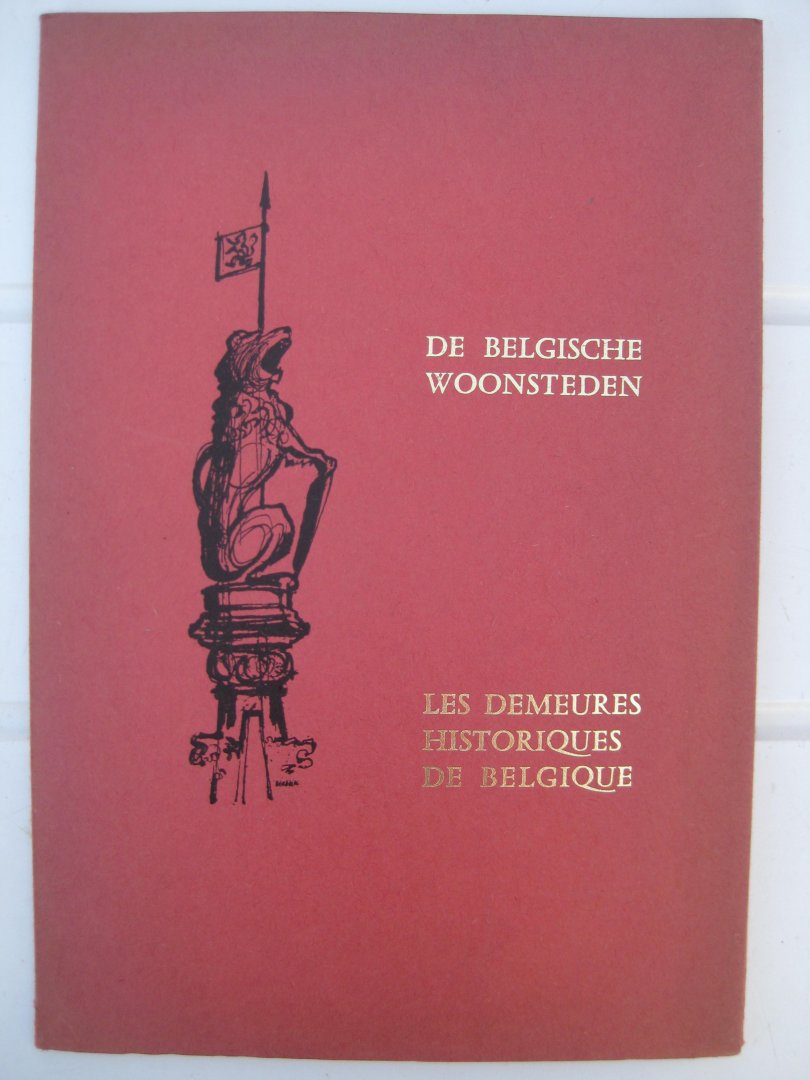 DE BELGISCHE
WOONSTEDEN
LES DEMEURES
HISTORIQUES
DE BELGIQUE